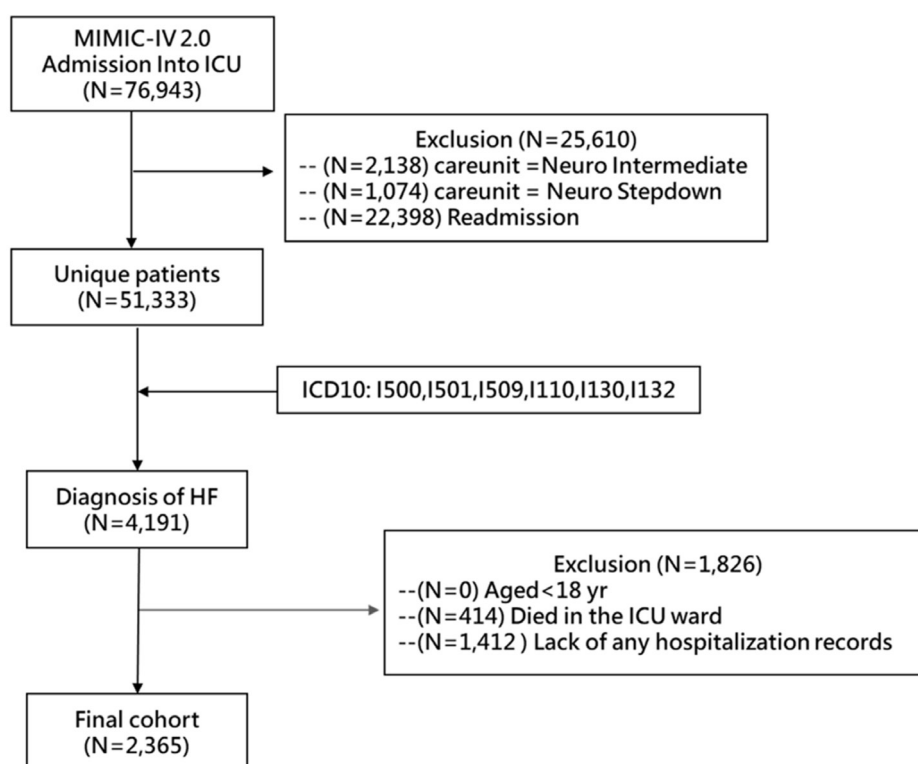 MIMIC-IV 2.0
Admission Into ICU
(N=76,943)
Exclusion (N=25,610)
-- (N=2,138) careunit =Neuro Intermediate
-- (N=1,074) careunit = Neuro Stepdown
-- (N=22,398) Readmission
Unique patients
(N=51,333)
ICD10: I500,I501,I509,I110,I130,I132
Diagnosis of HF
(N=4,191)
Exclusion (N=1,826)
--(N=0) Aged<18 yr
--(N=414) Died in the ICU ward
--(N=1,412 ) Lack of any hospitalization records
Final cohort
(N=2,365)